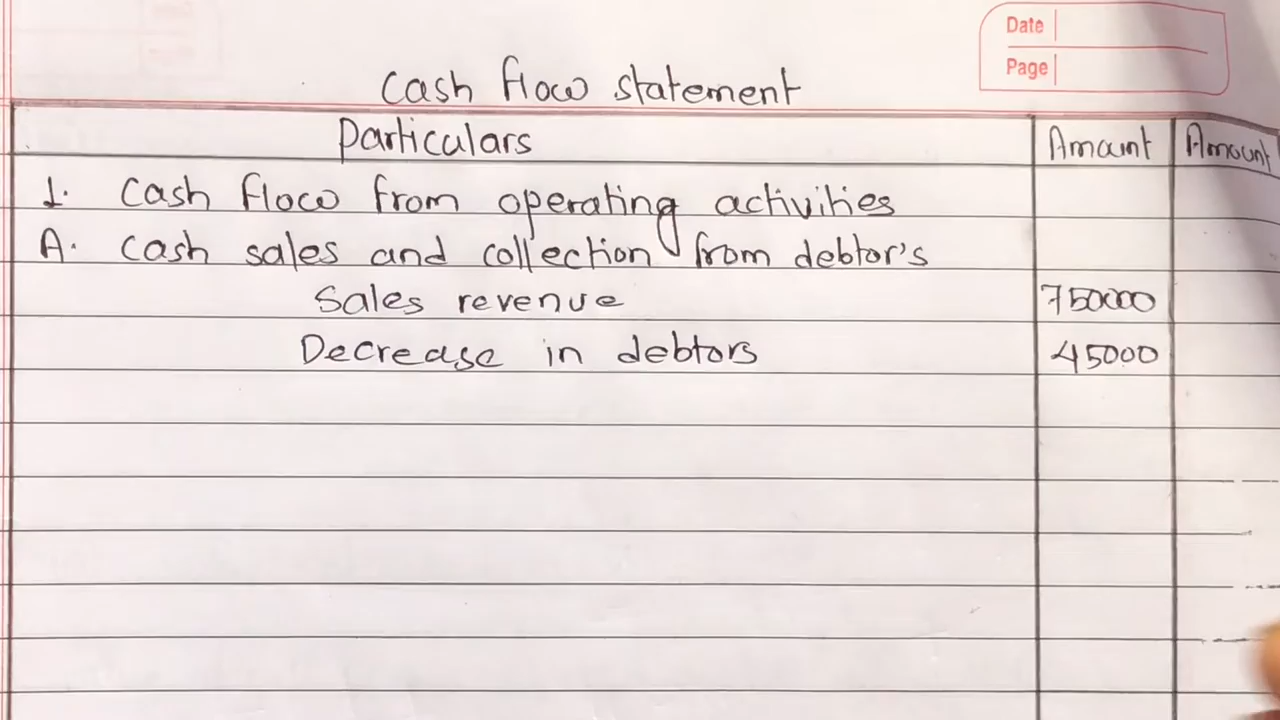 Date
Page
Cash flow statement
Particulars Amount Amount
I. Cash flow from operating activities
A. Cash sales and collection from debtor's
Sales revenue 750000
Decrease in debtors 45000